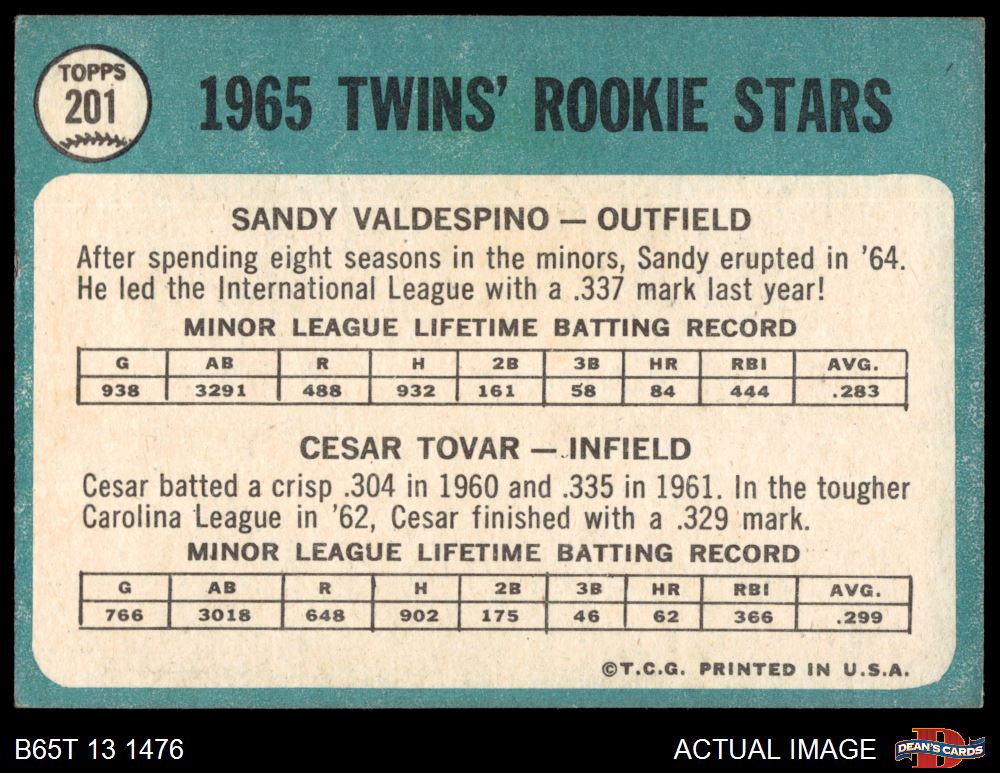 TOPPS
201
1965 TWINS' ROOKIE STARS
SANDY VALDESPINO — OUTFIELD
After spending eight seasons in the minors, Sandy erupted in '64.
He led the International League with a .337 mark last year!
MINOR LEAGUE LIFETIME BATTING RECORD
G AB R H 2B 3B HR RBI AVG.
938 3291 488 932 161 58 84 444 .283
CESAR TOVAR — INFIELD
Cesar batted a crisp .304 in 1960 and .335 in 1961. In the tougher
Carolina League in '62, Cesar finished with a .329 mark.
MINOR LEAGUE LIFETIME BATTING RECORD
G AB R H 2B 3B HR RBI AVG.
766 3018 648 902 175 46 62 366 .299
©T.C.G. PRINTED IN U.S.A.
B65T 13 1476
ACTUAL IMAGE
D
DEAN'S CARDS